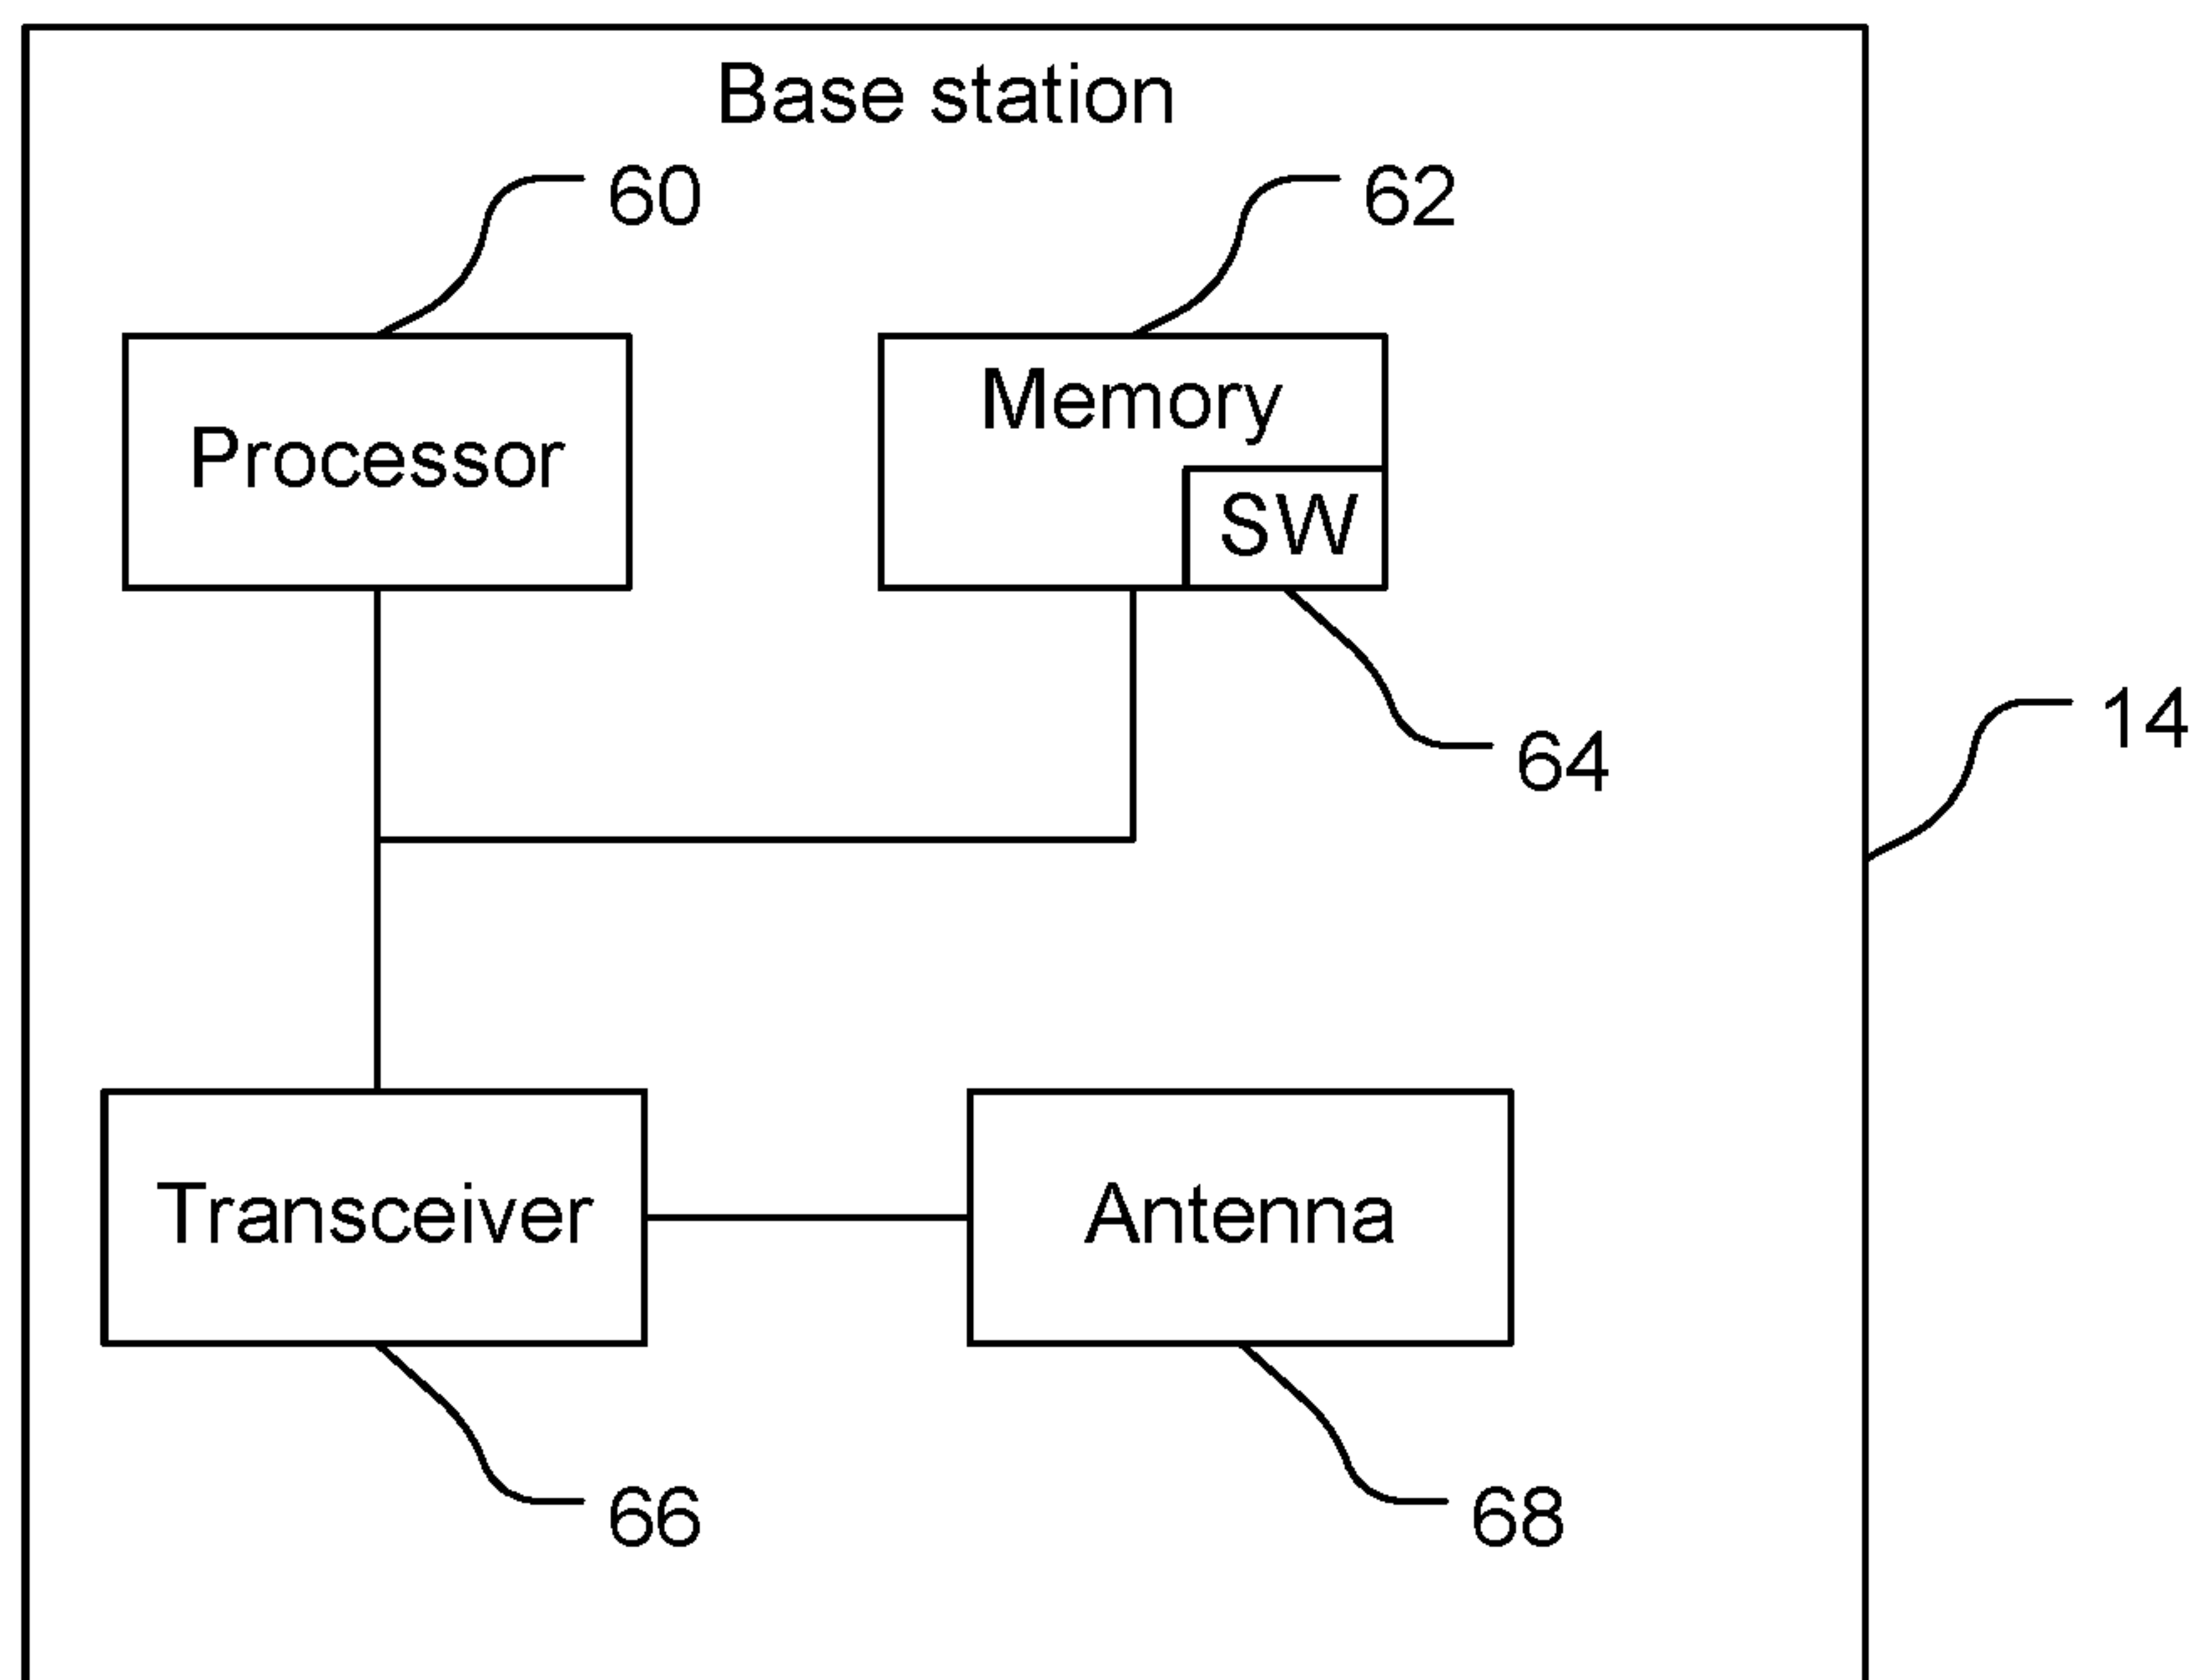 Base station
60
62
Processor
Memory
SW
64
14
Transceiver
Antenna
66
68